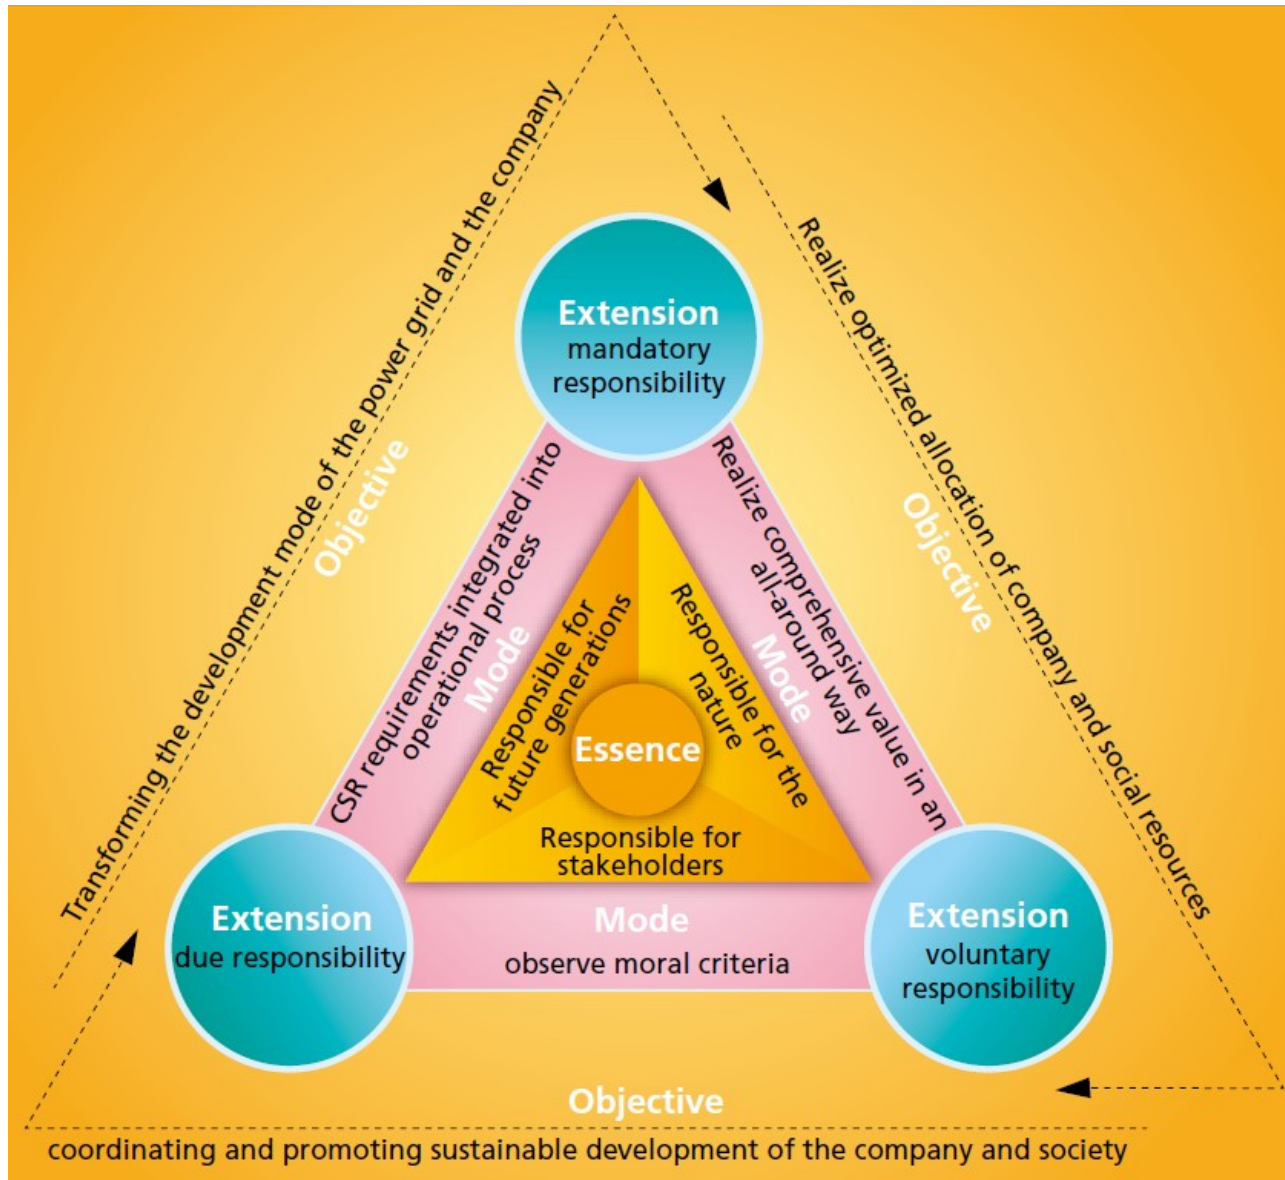 Transforming the development mode of the power grid and the company
Objective
Realize optimized allocation of company and social resources
Objective
Extension
mandatory
responsibility
CSR requirements integrated into
operational process
Mode
Realize comprehensive value in an
all-around way
Mode
Responsible for
future generations
Responsible for the
nature
Essence
Responsible for
stakeholders
Extension
due responsibility
Mode
observe moral criteria
Extension
voluntary
responsibility
Objective
coordinating and promoting sustainable development of the company and society